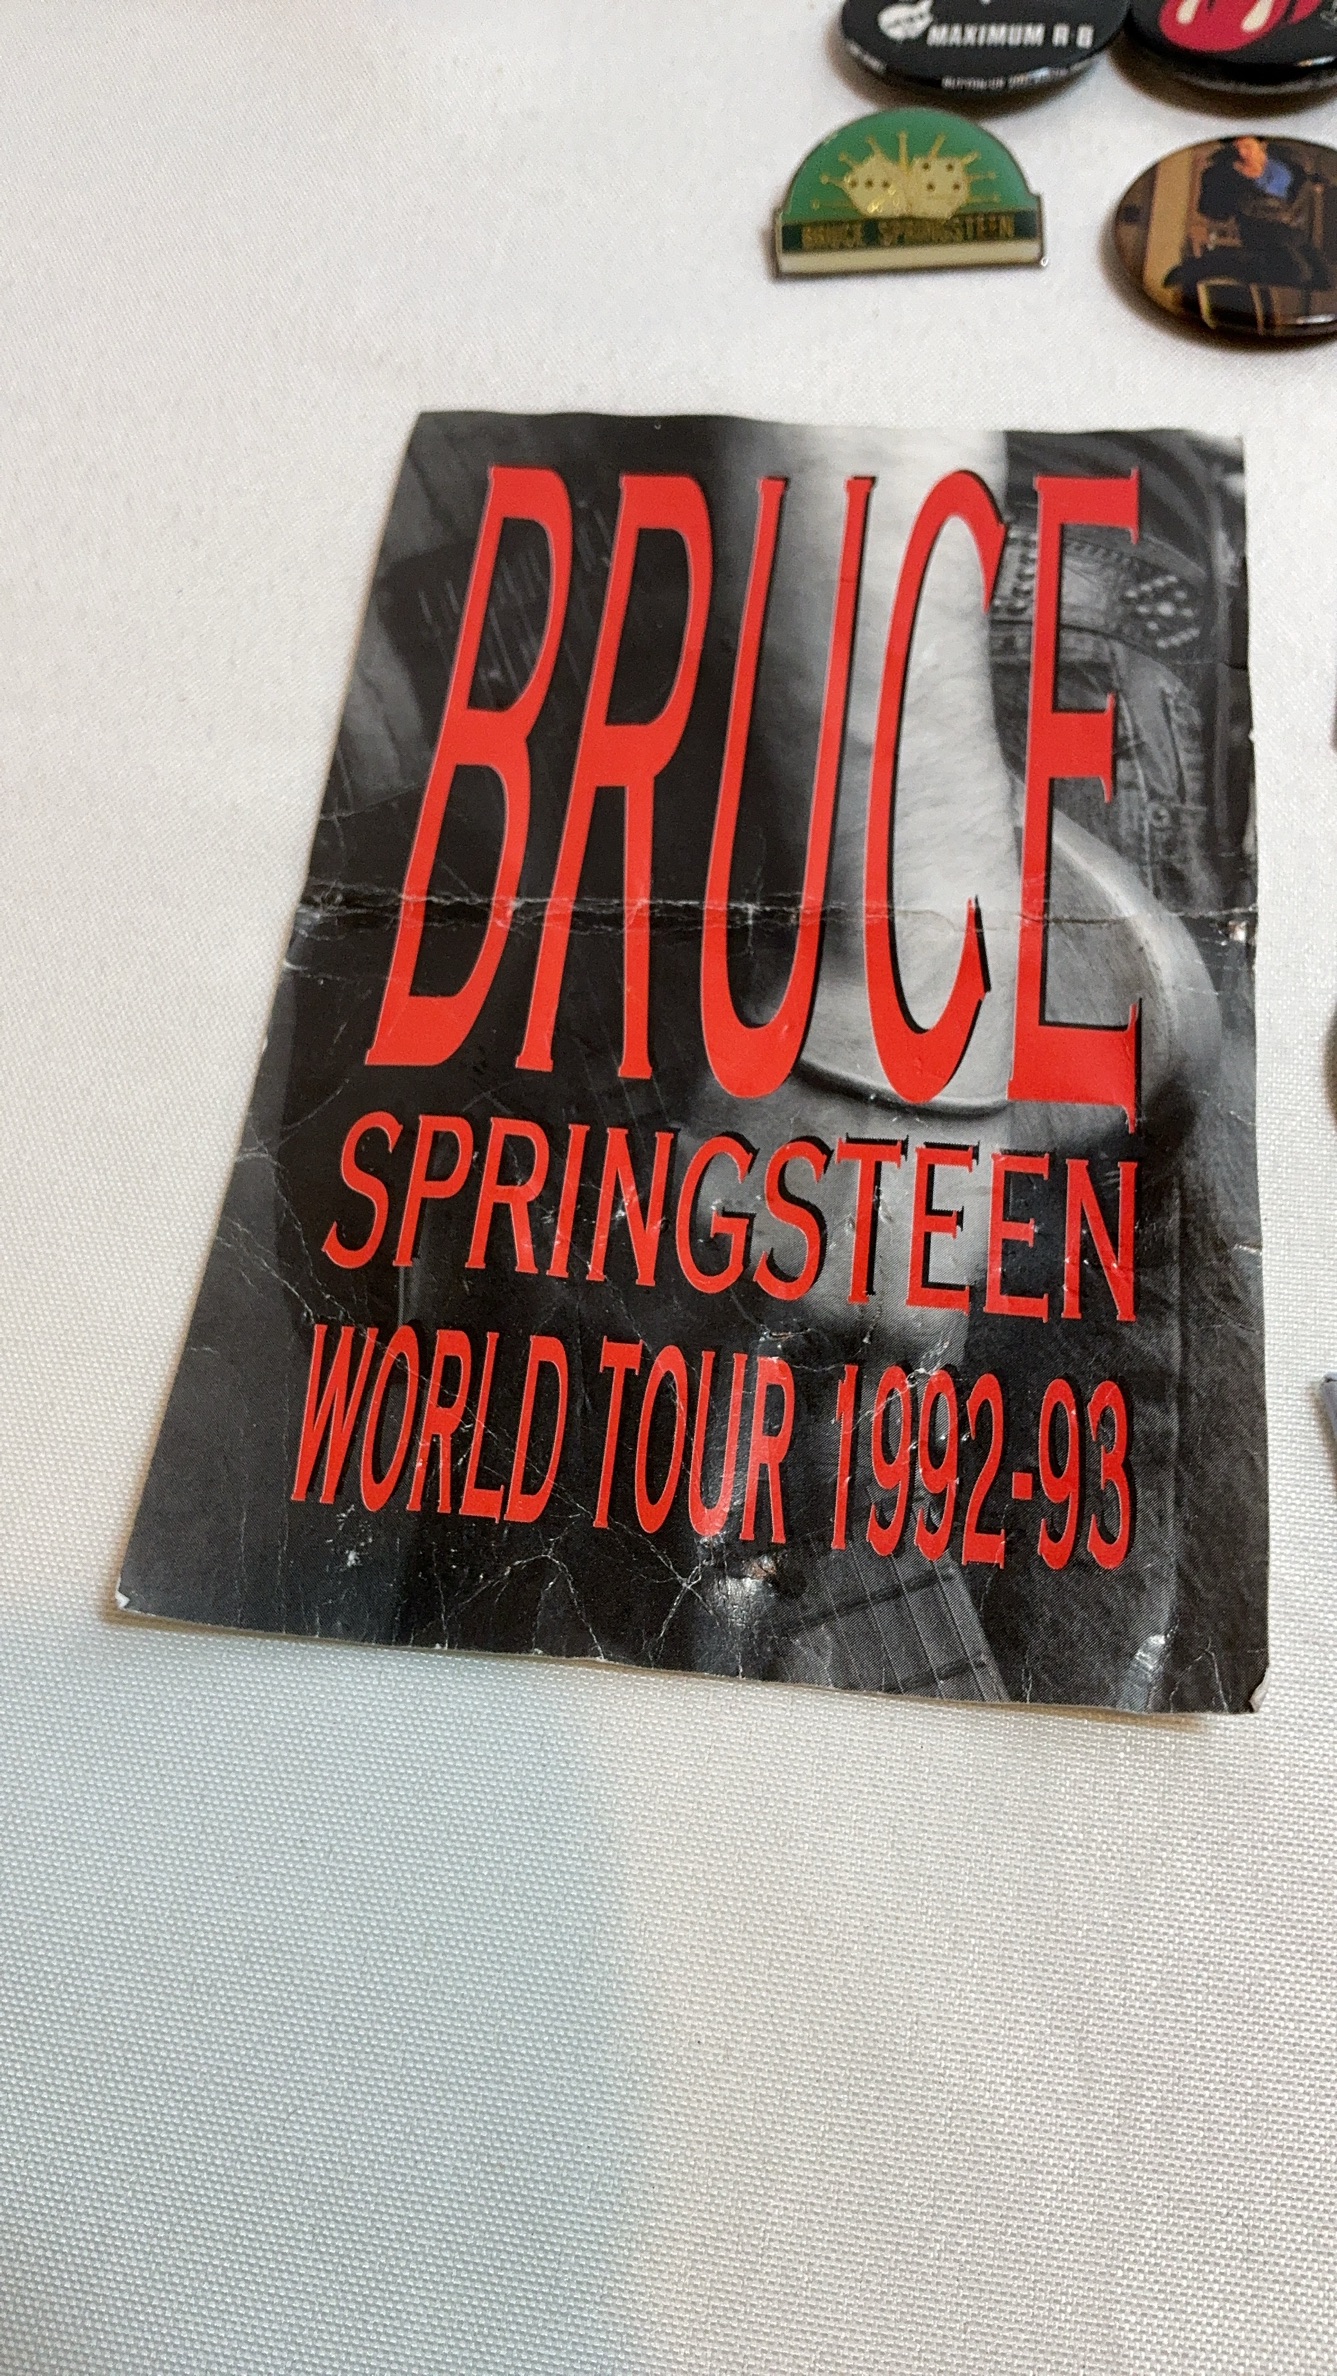 MAXIMUM R B
BRUCE SPRINGSTEEN
BRUCE
SPRINGSTEEN
WORLD TOUR 1992-93